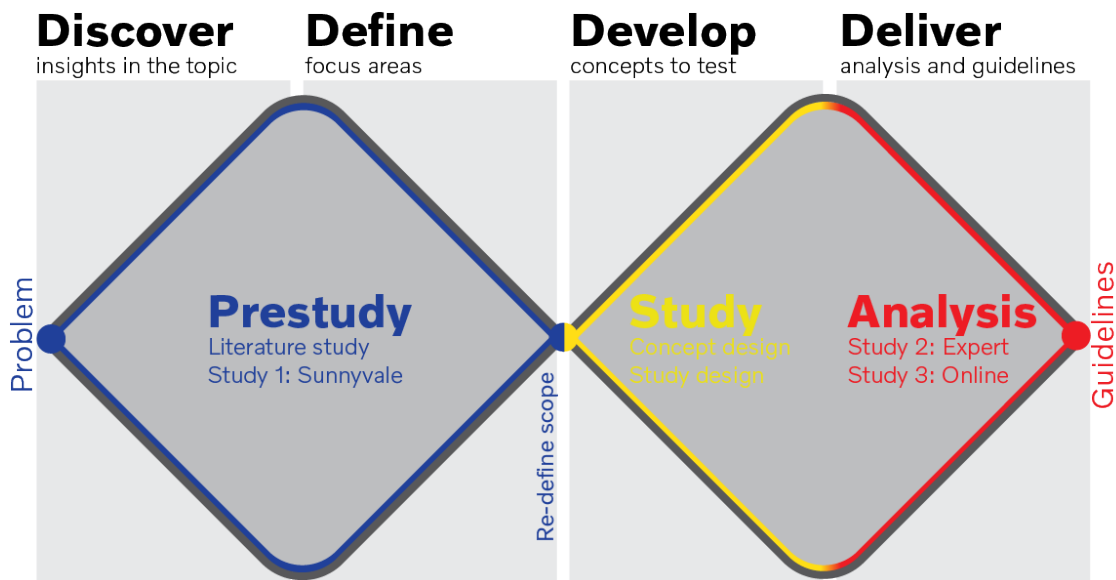 Discover
insights in the topic
Define
focus areas
Develop
concepts to test
Deliver
analysis and guidelines
Problem
Prestudy
Literature study
Study 1: Sunnyvale
Re-define scope
Study
Concept design
Study design
Analysis
Study 2: Expert
Study 3: Online
Guidelines